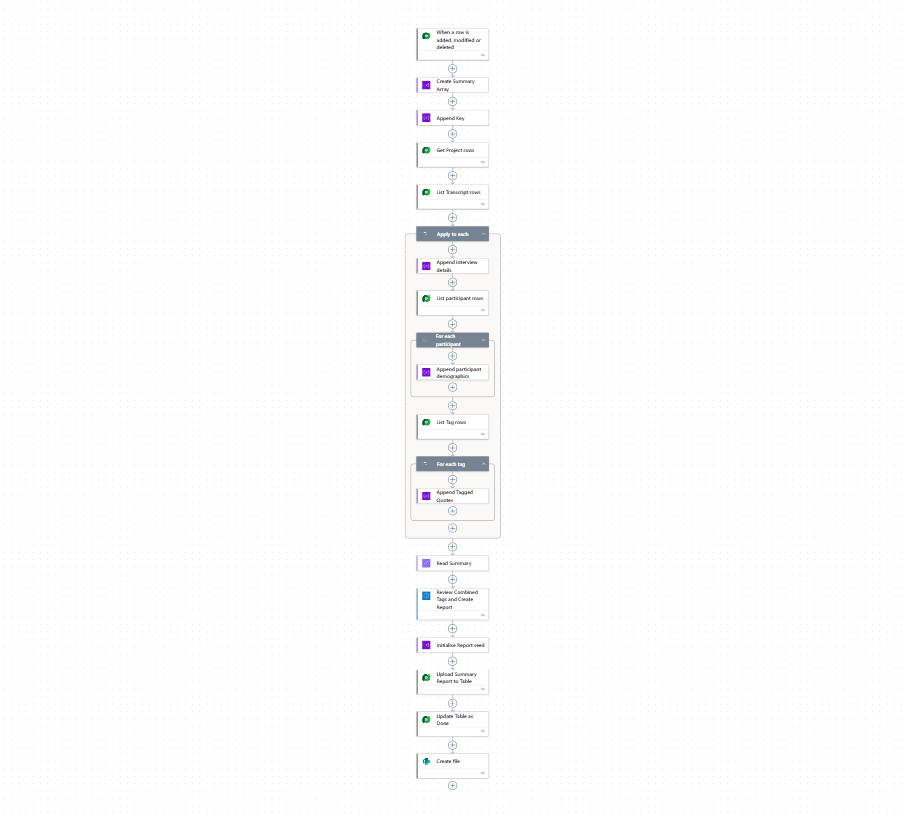 When a row is
added, modified or
deleted
Create Summary
Array
Append Key
Get Project rows
List Transcript rows
Apply to each
Append interview
details
List participant rows
For each
participant
Append participant
demographics
List Tag rows
For each tag
Append Tagged
Quotes
Read Summary
Review Combined
Tags and Create
Report
Initialise Report seed
Upload Summary
Report to Table
Update Table as
Done
Create file